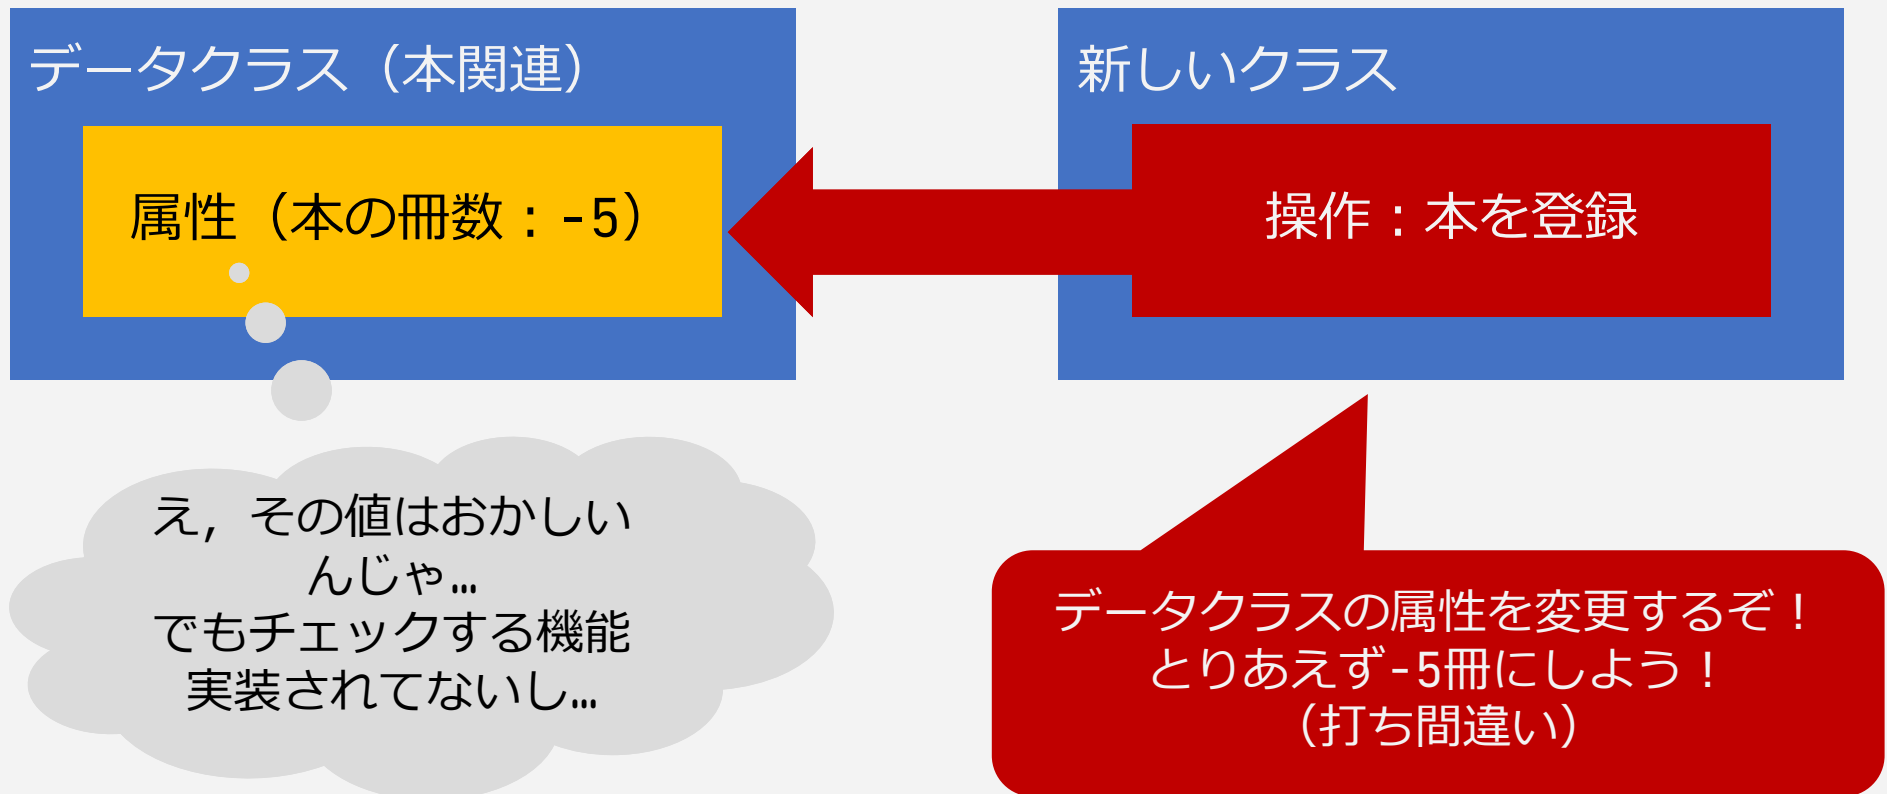 データクラス（本関連）
属性（本の冊数：-5）
新しいクラス
操作：本を登録
え，その値はおかしい
んじゃ…
でもチェックする機能
実装されてないし…
データクラスの属性を変更するぞ！
とりあえず-5冊にしよう！
（打ち間違い）